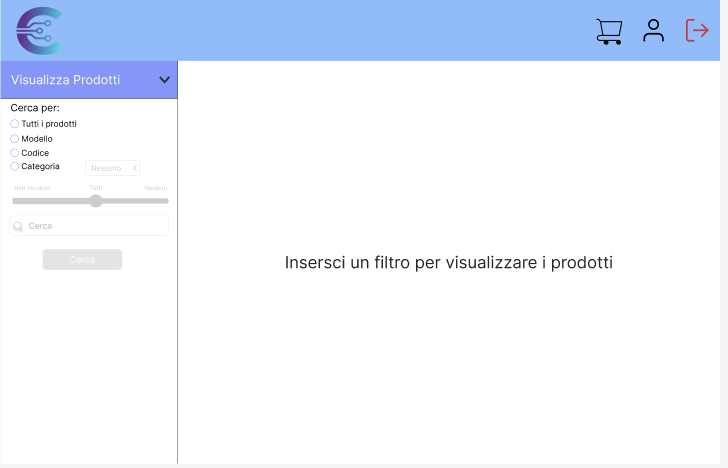 Visualizza Prodotti
Cerca per:
Tutti i prodotti
Modello
Codice
Categoria
Nessuno
Non venduto Tutti Venduto
Cerca
Cerca
Insersci un filtro per visualizzare i prodotti